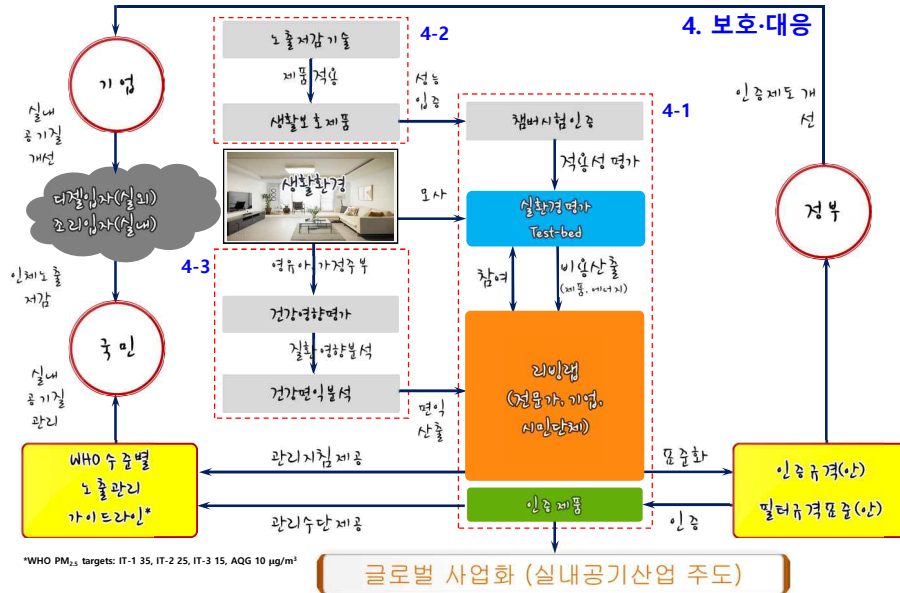 4. 보호·대응
4-2
노출저감기술
기업
제품
적용
성능
입증
인증제도 개
선
실내
공기질
개선
생활보호제품
4-1
챔버시험인증
적용성 평가
생활환경
모사
디젤입자(실외)
조리입자(실내)
실환경평가
Test-bed
정부
4-3
영유아,가정주부
인체노출
저감
참여
비용산출
(제품,에너지)
건강영향평가
국민
질환영향분석
리빙랩
(전문가, 기업,
시민단체)
실내
공기질
관리
건강편익분석
편익
산출
WHO수준별
노출관리
가이드라인*
관리지침제공
표준화
인증규격(안)
필터규격표준(안)
관리수단제공
인증제품
인증
*WHO PM2.5 targets: IT-1 35, IT-2 25, IT-3 15, AQG 10 μg/m³
글로벌 사업화 (실내공기산업 주도)